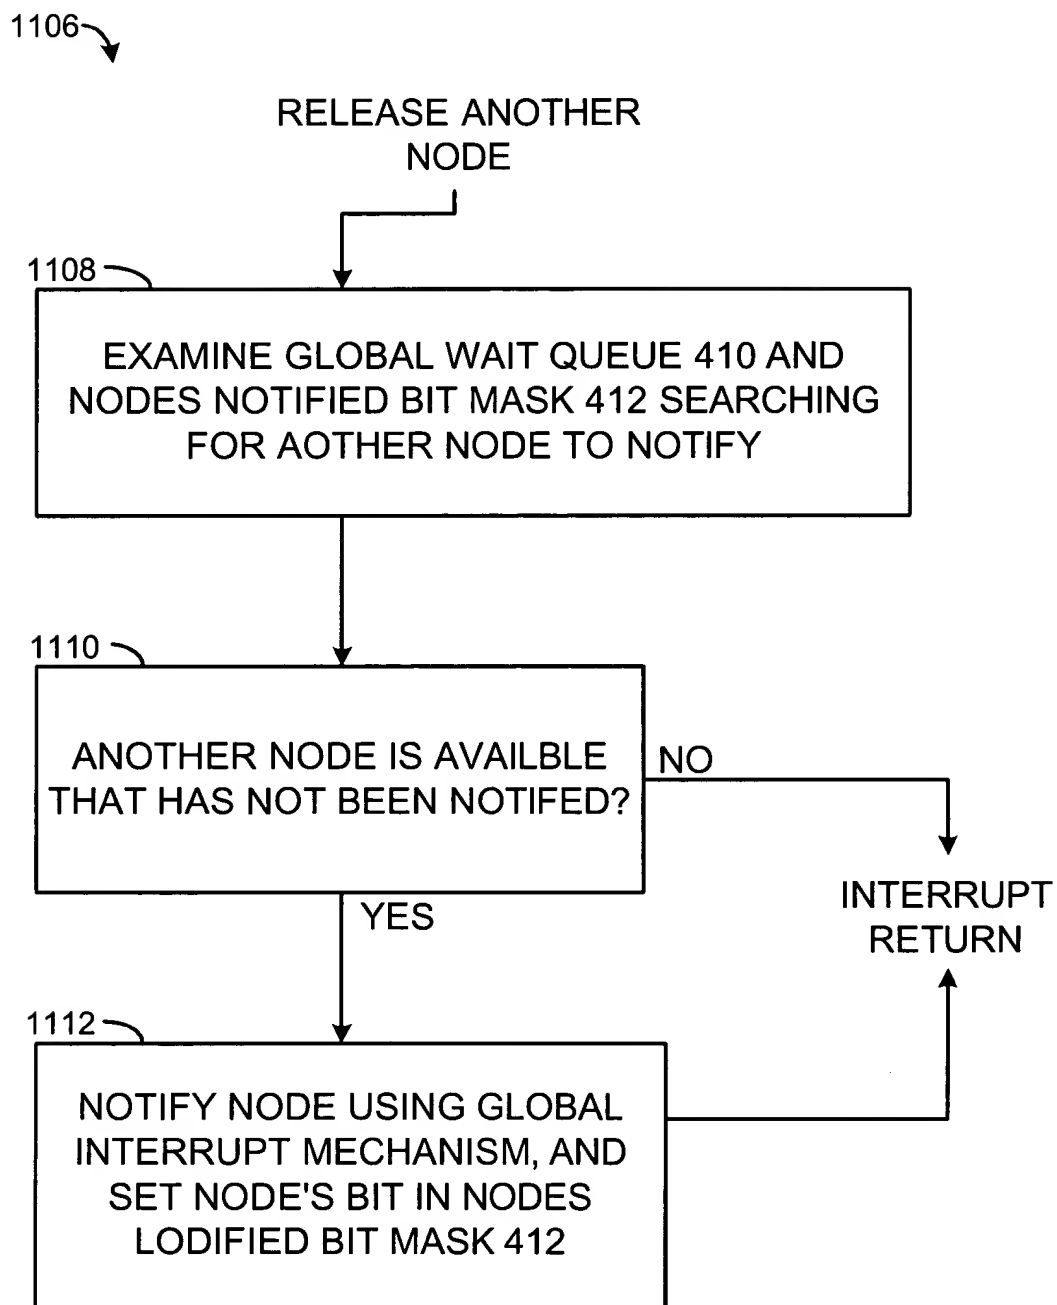 1106
RELEASE ANOTHER
NODE
1108
EXAMINE GLOBAL WAIT QUEUE 410 AND
NODES NOTIFIED BIT MASK 412 SEARCHING
FOR AOTHER NODE TO NOTIFY
1110
ANOTHER NODE IS AVAILBLE
THAT HAS NOT BEEN NOTIFED?
NO
YES
INTERRUPT
RETURN
1112
NOTIFY NODE USING GLOBAL
INTERRUPT MECHANISM, AND
SET NODE'S BIT IN NODES
LODIFIED BIT MASK 412